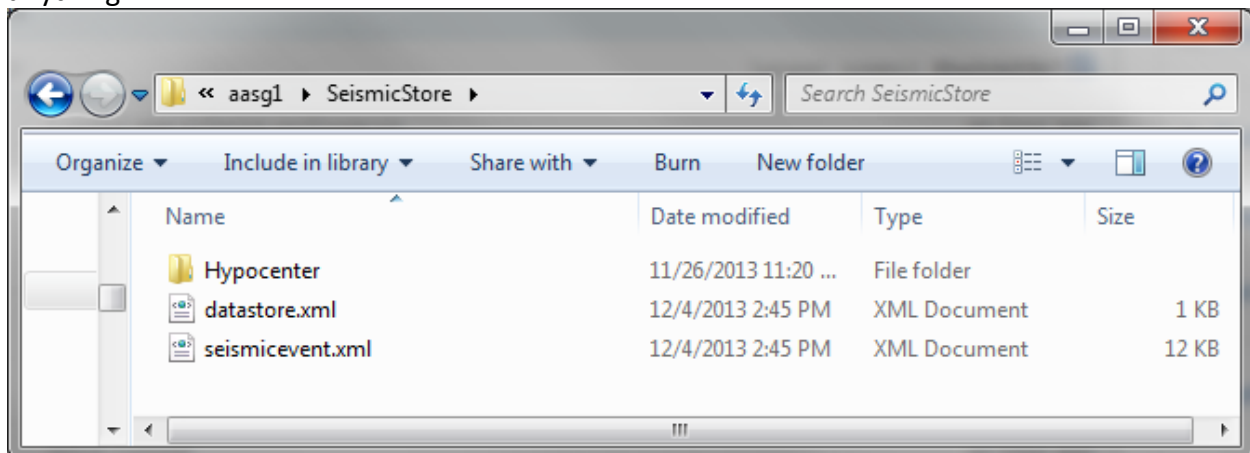 « aasg1 SeismicStore Search SeismicStore
Organize Include in library Share with Burn New folder
Name Date modified Type Size
Hypocenter 11/26/2013 11:20 ... File folder
datastore.xml 12/4/2013 2:45 PM XML Document 1 KB
seismicevent.xml 12/4/2013 2:45 PM XML Document 12 KB